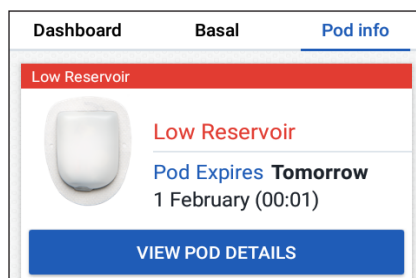 Dashboard Basal Pod info
Low Reservoir
Low Reservoir
Pod Expires Tomorrow
1 February (00:01)
VIEW POD DETAILS